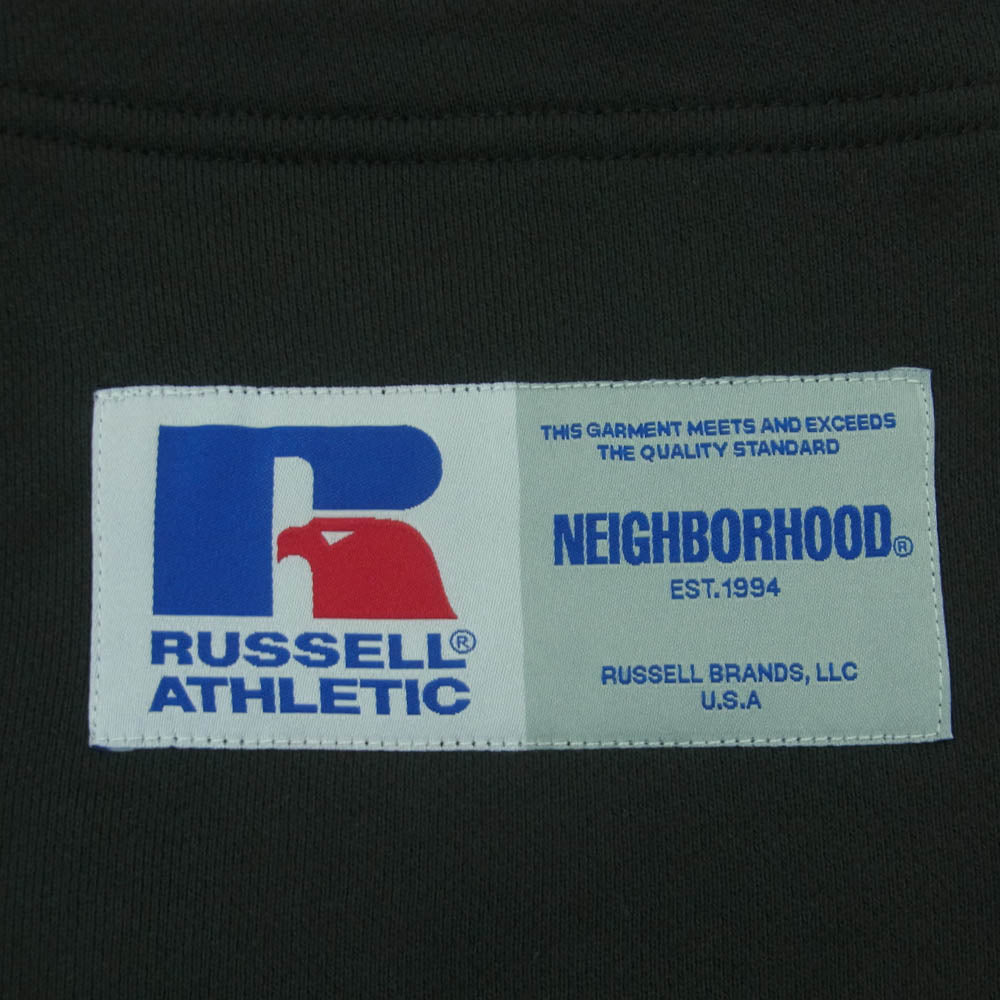 RUSSELL®
ATHLETIC
THIS GARMENT MEETS AND EXCEEDS
THE QUALITY STANDARD
NEIGHBORHOOD®
EST.1994
RUSSELL BRANDS, LLC
U.S.A